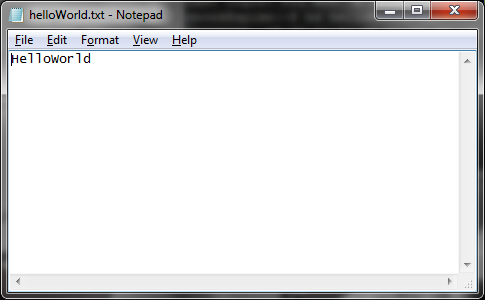 helloWorld.txt - Notepad
File Edit Format View Help
HelloWorld